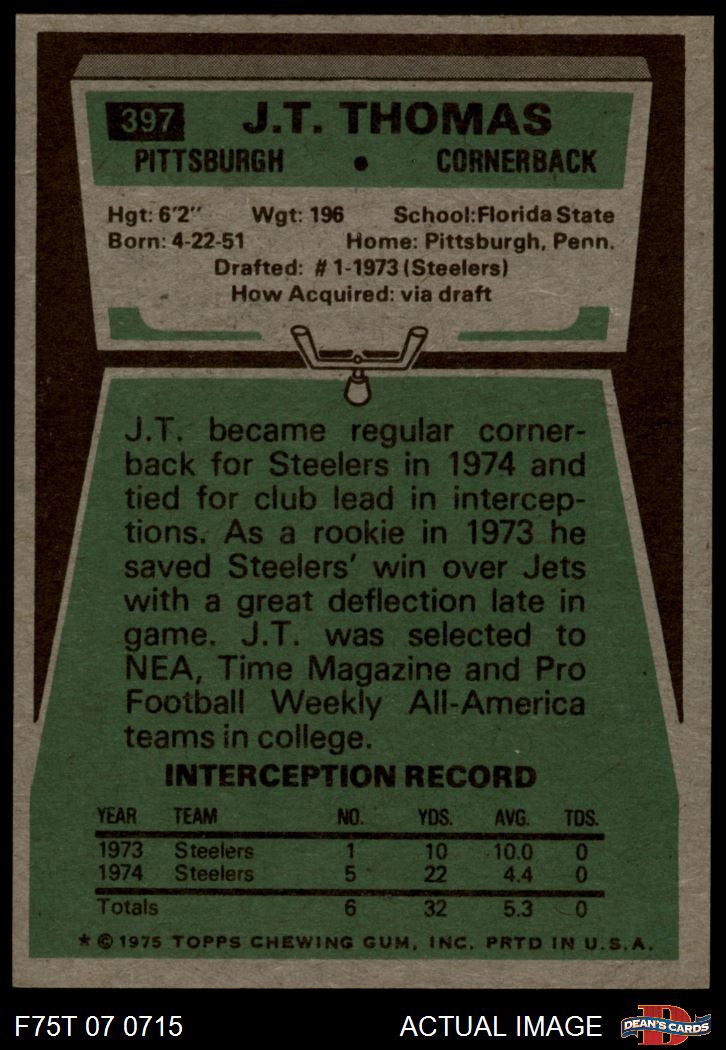 397 J.T. THOMAS
PITTSBURGH • CORNERBACK
Hgt: 6'2" Wgt: 196 School:Florida State
Born: 4-22-51 Home: Pittsburgh, Penn.
Drafted: #1-1973 (Steelers)
How Acquired: via draft
J.T. became regular corner-
back for Steelers in 1974 and
tied for club lead in intercep-
tions. As a rookie in 1973 he
saved Steelers' win over Jets
with a great deflection late in
game. J.T. was selected to
NEA, Time Magazine and Pro
Football Weekly All-America
teams in college.
INTERCEPTION RECORD
YEAR TEAM NO. YDS. AVG. TDS.
1973 Steelers 1 10 10.0 0
1974 Steelers 5 22 4.4 0
Totals 6 32 5.3 0
* © 1975 TOPPS CHEWING GUM, INC. PRTD IN U.S.A.
F75T 07 0715 ACTUAL IMAGE D DEAN'S CARDS